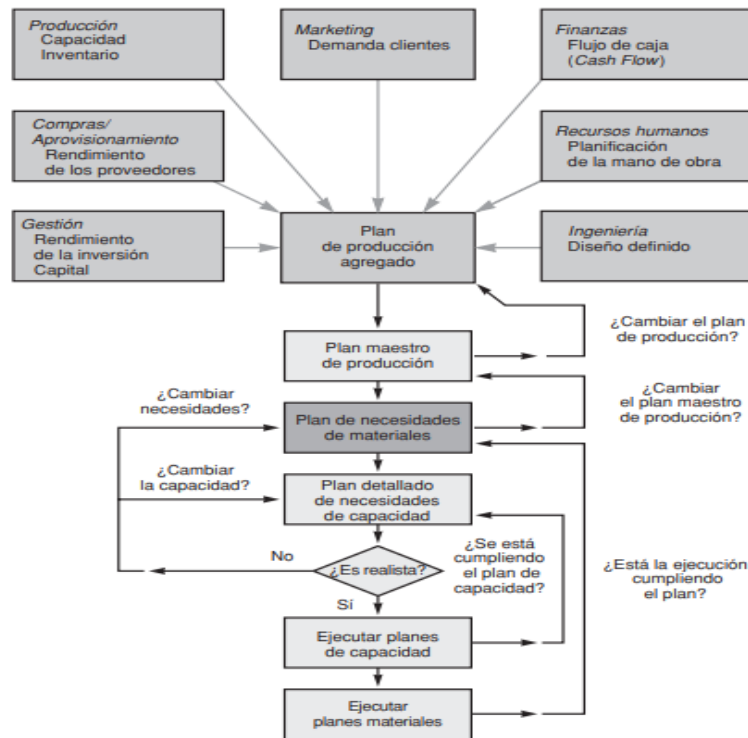 Producción
Capacidad
Inventario
Marketing
Demanda clientes
Finanzas
Flujo de caja
(Cash Flow)
Compras/
Aprovisionamiento
Rendimiento
de los proveedores
Recursos humanos
Planificación
de la mano de obra
Gestión
Rendimiento
de la inversión
Capital
Plan
de producción
agregado
Ingeniería
Diseño definido
¿Cambiar el plan
de producción?
Plan maestro
de producción
¿Cambiar
necesidades?
¿Cambiar
el plan maestro
de producción?
Plan de necesidades
de materiales
¿Cambiar
la capacidad?
Plan detallado
de necesidades
de capacidad
No
¿Es realista?
¿Se está
cumpliendo
el plan de
capacidad?
¿Está la ejecución
cumpliendo
el plan?
Sí
Ejecutar planes
de capacidad
Ejecutar
planes materiales